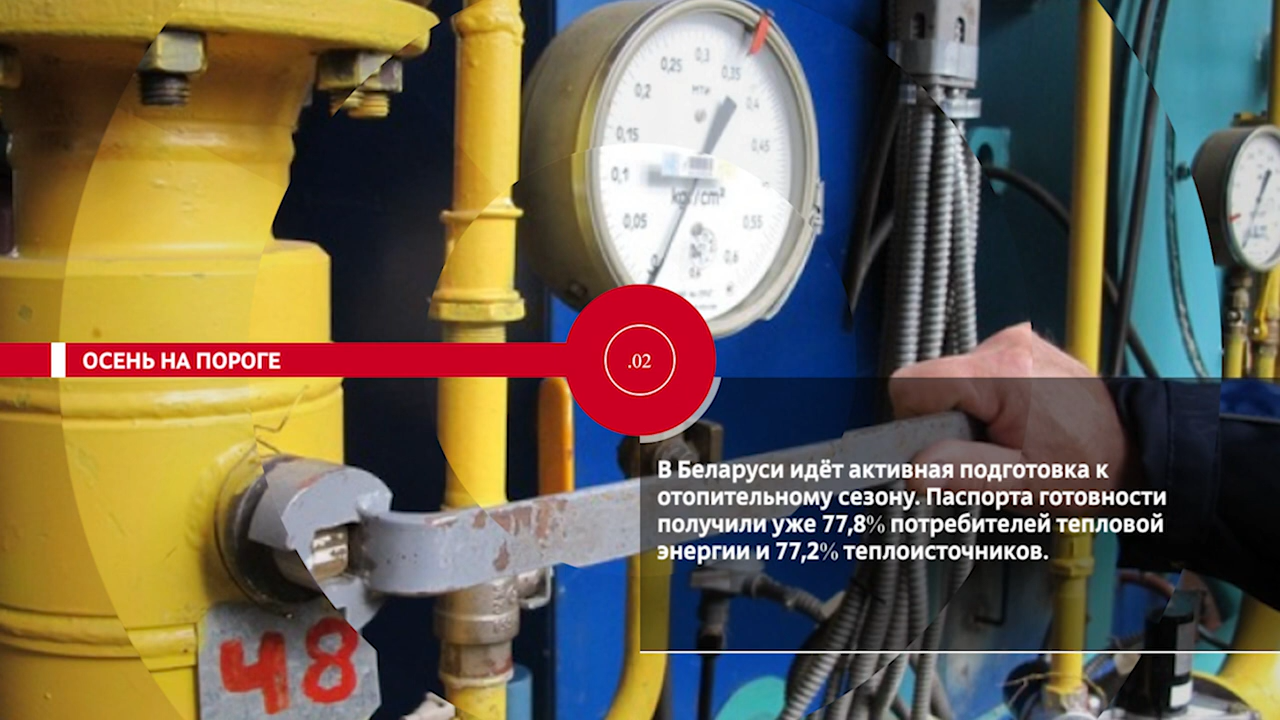 0,3
0,25
0,35
0,2
МПа
0,4
0,15
0,45
0,1
0,05
0,55
0
0,6
ОСЕНЬ НА ПОРОГЕ
.02
В Беларуси идёт активная подготовка к
отопительному сезону. Паспорта готовности
получили уже 77,8% потребителей тепловой
энергии и 77,2% теплоисточников.
48